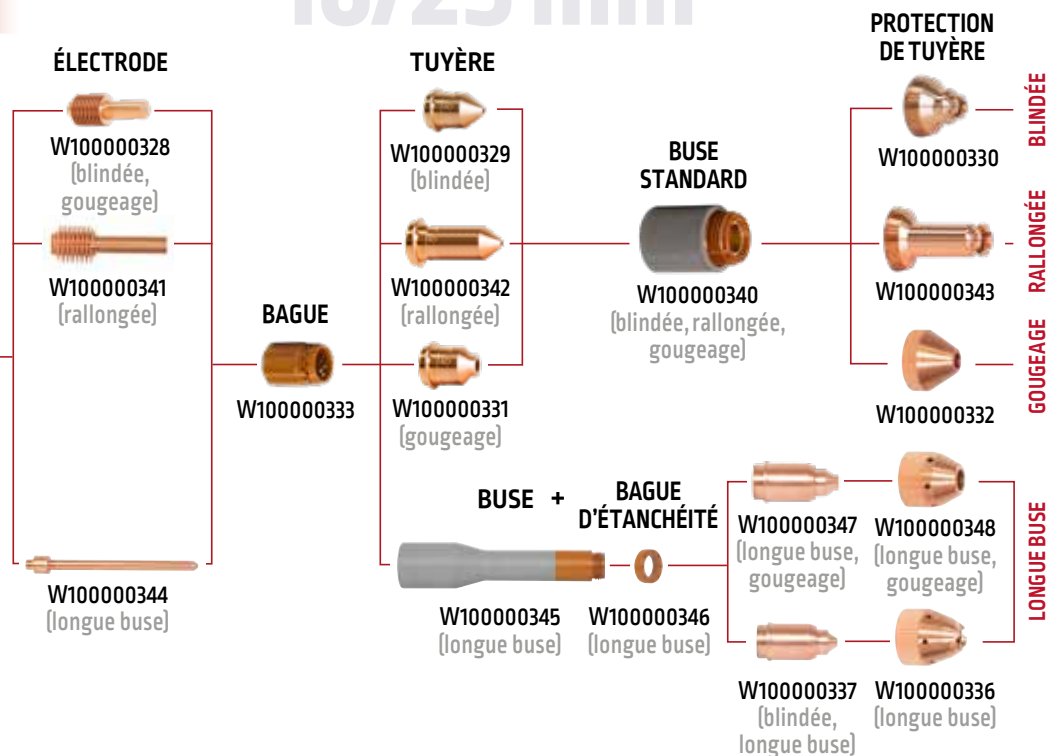 10/25 mm
ÉLECTRODE
W100000328
(blindée,
gougeage)
W100000341
(rallongée)
W100000344
(longue buse)
BAGUE
W100000333
TUYÈRE
W100000329
(blindée)
W100000342
(rallongée)
W100000331
(gougeage)
BUSE
STANDARD
W100000340
(blindée, rallongée,
gougeage)
PROTECTION
DE TUYÈRE
W100000330
BLINDÉE
W100000343
RALLONGÉE
W100000332
GOUGEAGE
BUSE +
W100000345
(longue buse)
BAGUE
D'ÉTANCHÉITÉ
W100000346
(longue buse)
W100000347
(longue buse,
gougeage)
W100000348
(longue buse,
gougeage)
W100000337
(blindée,
longue buse)
W100000336
(longue buse)
LONGUE BUSE